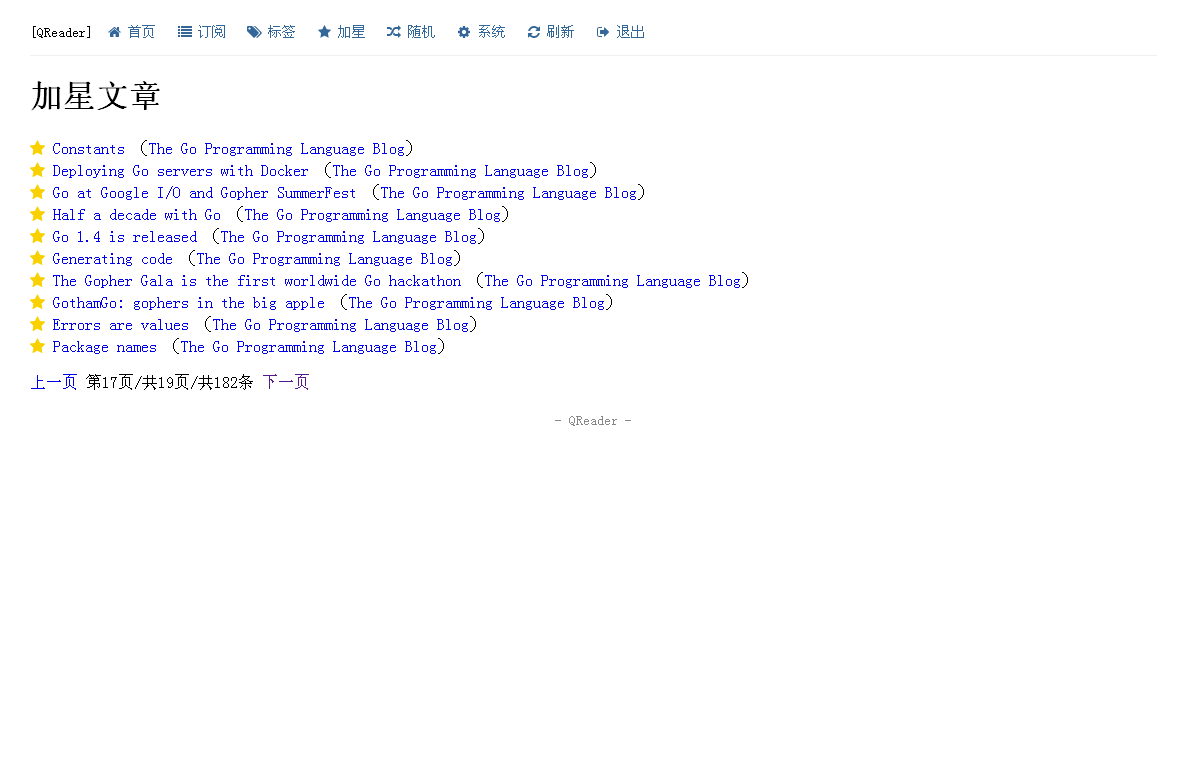 [QReader] 首页 订阅 标签 加星 随机 系统 刷新 退出
加星文章
Constants （The Go Programming Language Blog）
Deploying Go servers with Docker （The Go Programming Language Blog）
Go at Google I/O and Gopher SummerFest （The Go Programming Language Blog）
Half a decade with Go （The Go Programming Language Blog）
Go 1.4 is released （The Go Programming Language Blog）
Generating code （The Go Programming Language Blog）
The Gopher Gala is the first worldwide Go hackathon （The Go Programming Language Blog）
GothamGo: gophers in the big apple （The Go Programming Language Blog）
Errors are values （The Go Programming Language Blog）
Package names （The Go Programming Language Blog）
上一页 第17页/共19页/共182条 下一页
- QReader -